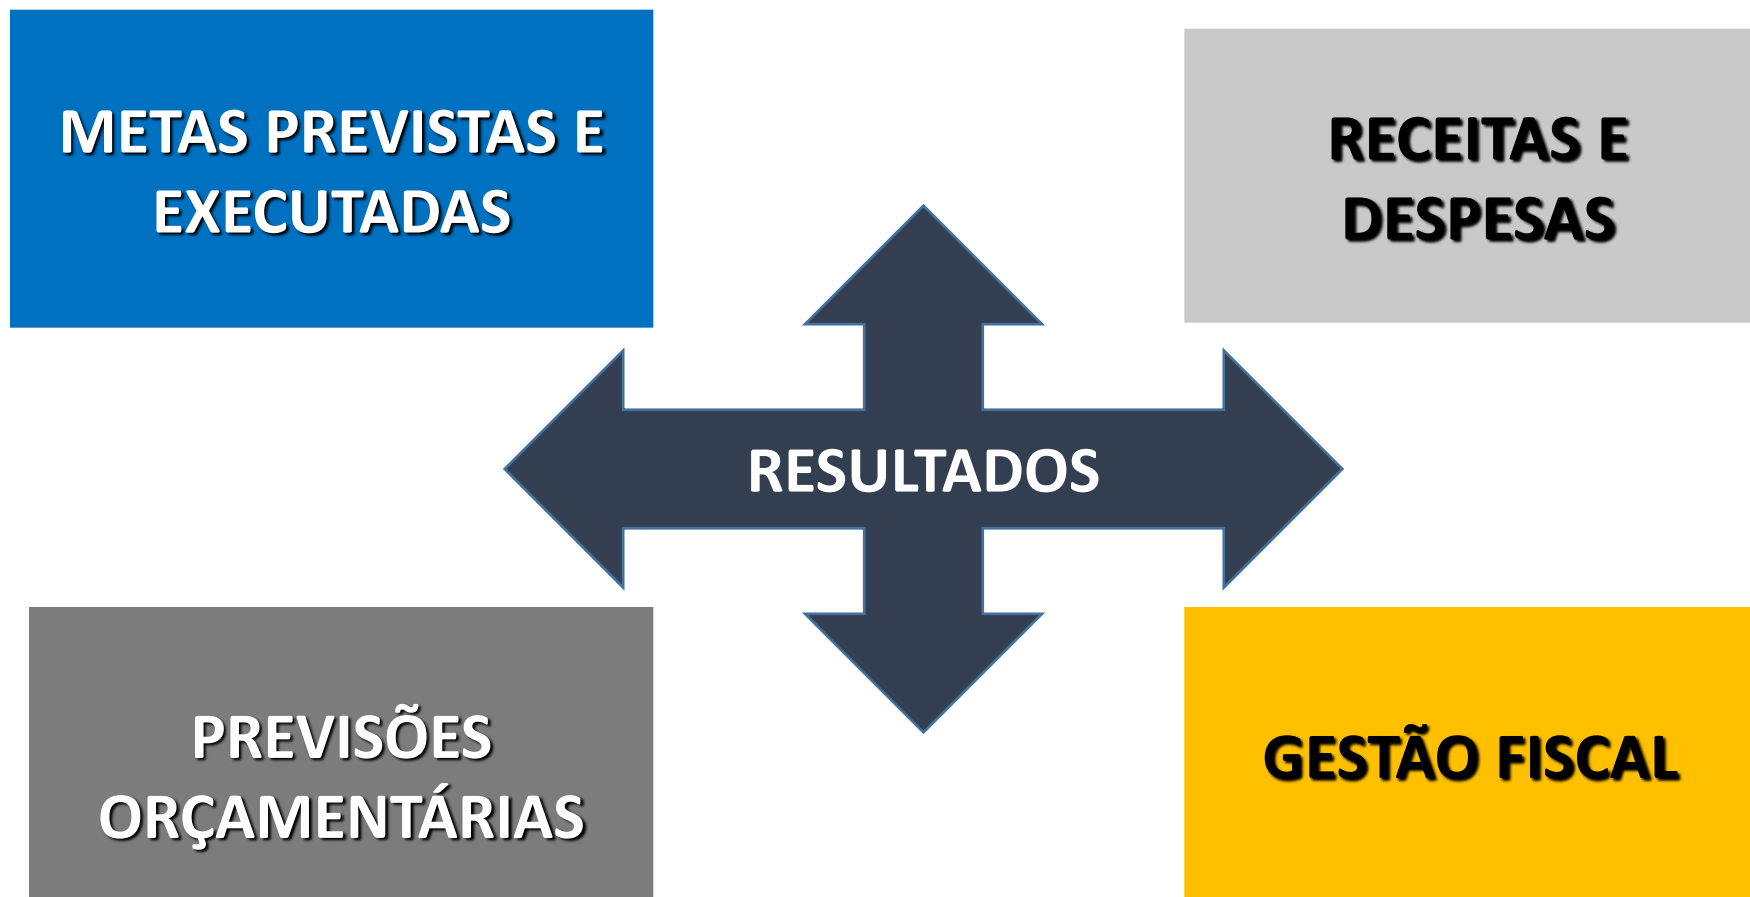 METAS PREVISTAS E
EXECUTADAS
RECEITAS E
DESPESAS
RESULTADOS
PREVISÕES
ORÇAMENTÁRIAS
GESTÃO FISCAL